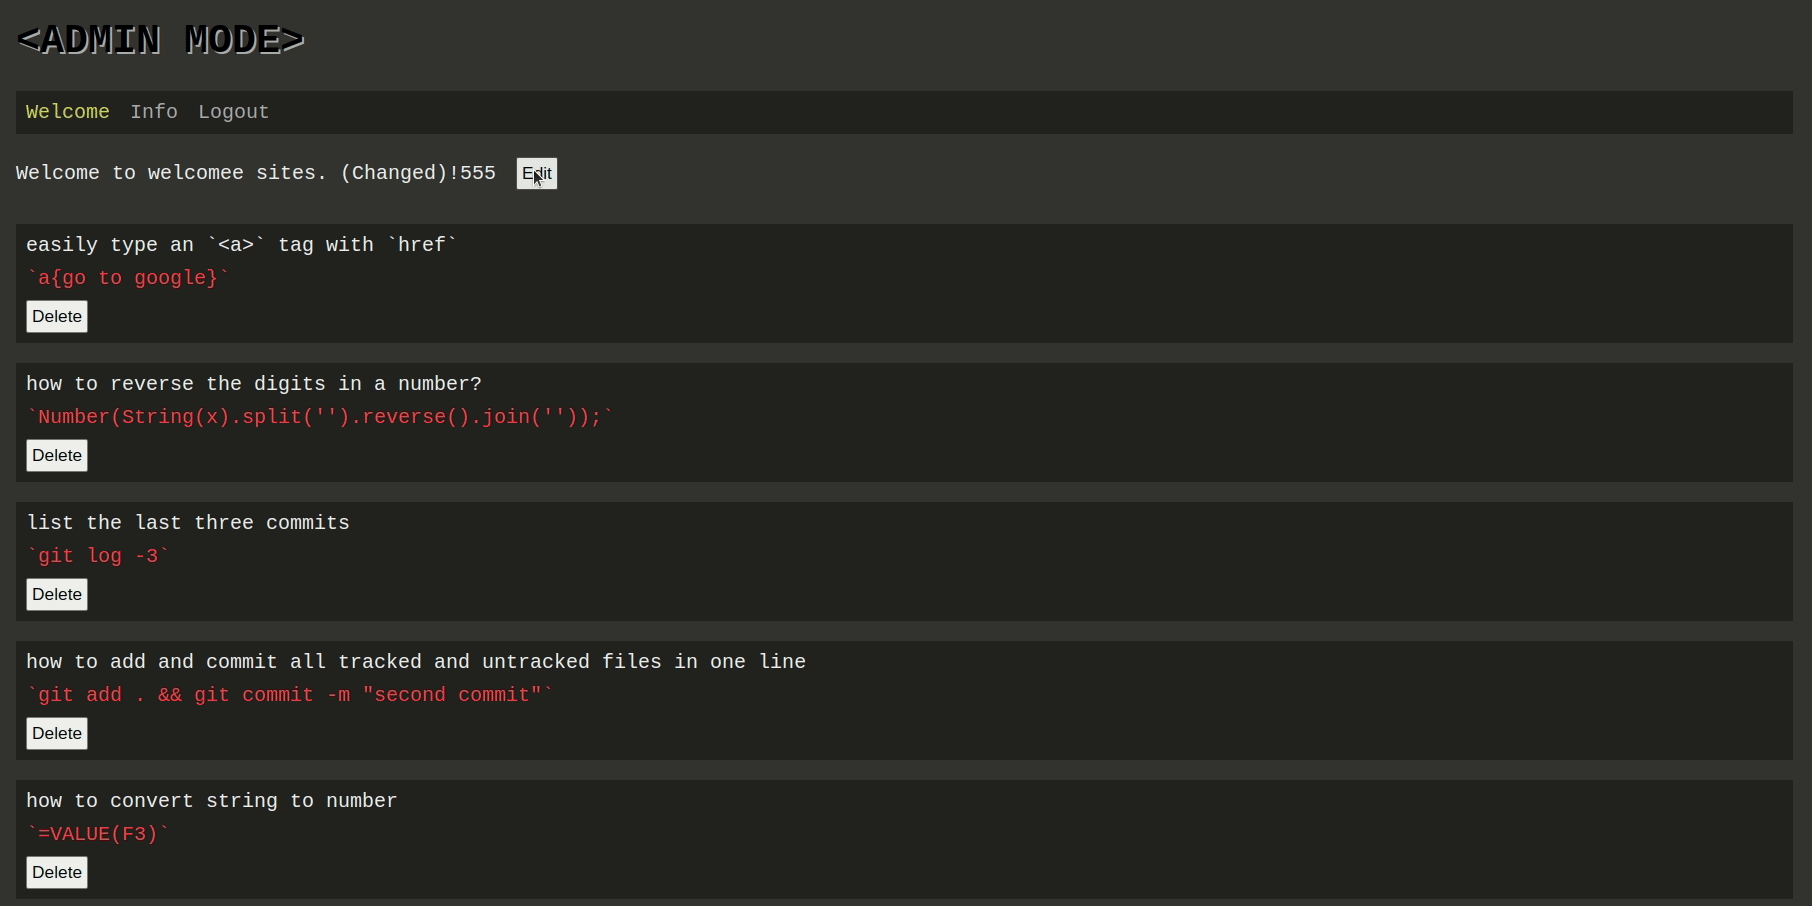 <ADMIN MODE>
Welcome Info Logout
Welcome to welcomee sites. (Changed)!555 Edit
easily type an `<a>` tag with `href`
`a{go to google}`
Delete
how to reverse the digits in a number?
`Number(String(x).split('').reverse().join(''));`
Delete
list the last three commits
`git log -3`
Delete
how to add and commit all tracked and untracked files in one line
`git add . && git commit -m "second commit"`
Delete
how to convert string to number
`=VALUE(F3)`
Delete